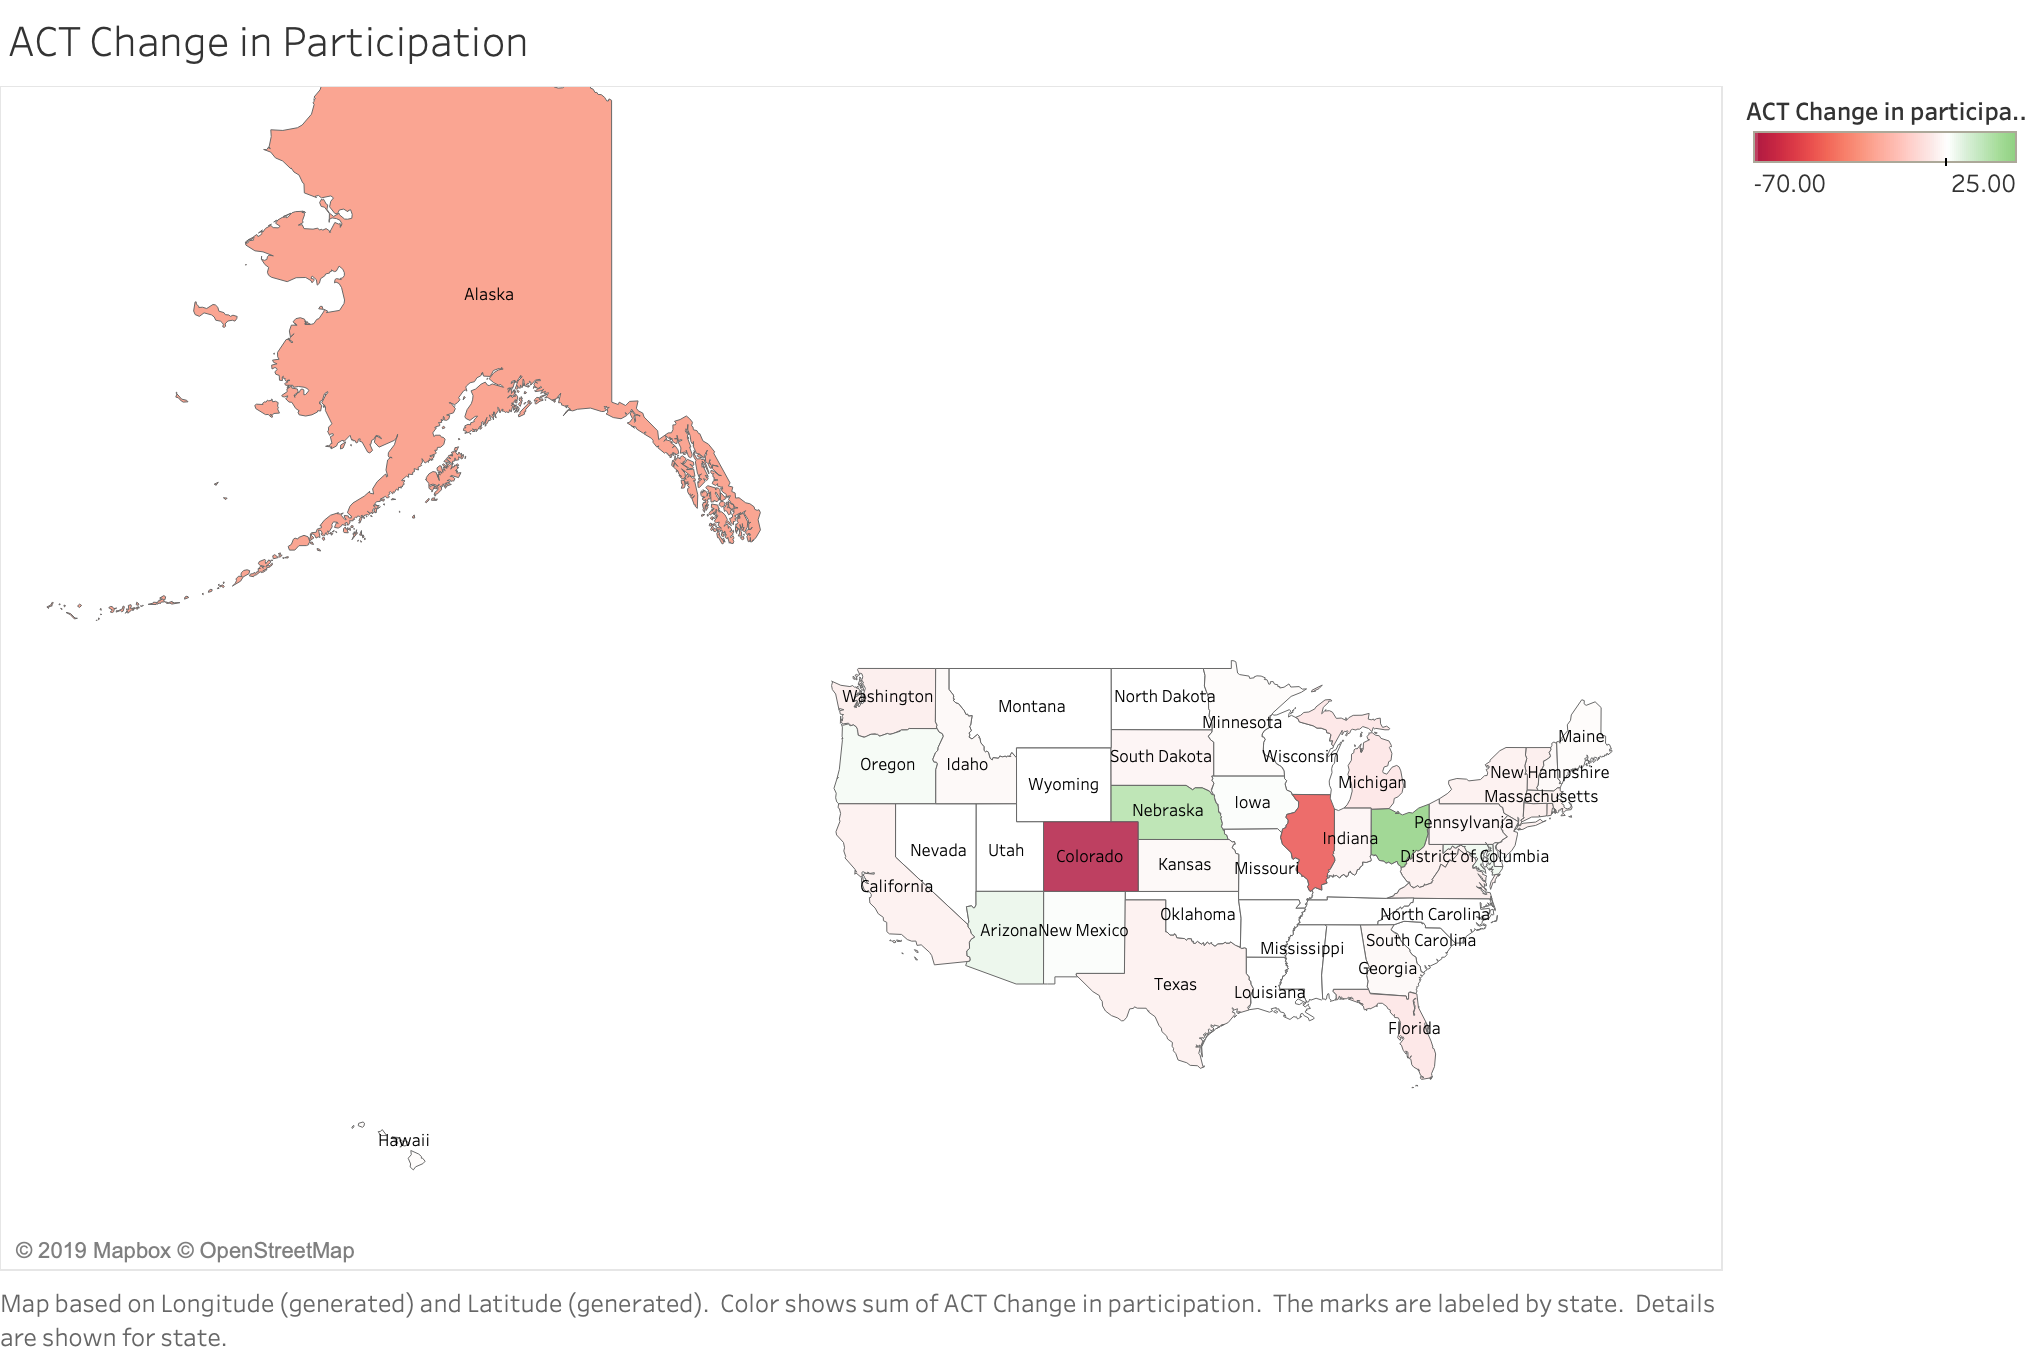 ACT Change in Participation
ACT Change in participa..
-70.00
25.00
Alaska
Washington
Montana
North Dakota
Minnesota
Maine
Oregon
Idaho
South Dakota
Wisconsin
Michigan
New Hampshire
Wyoming
Iowa
Massachusetts
Nebraska
Pennsylvania
Nevada
Utah
Colorado
Kansas
Missouri
Indiana
District of Columbia
California
Oklahoma
North Carolina
Arizona
New Mexico
Mississippi
South Carolina
Texas
Georgia
Louisiana
Florida
Hawaii
© 2019 Mapbox © OpenStreetMap
Map based on Longitude (generated) and Latitude (generated).  Color shows sum of ACT Change in participation.  The marks are labeled by state.  Details
are shown for state.